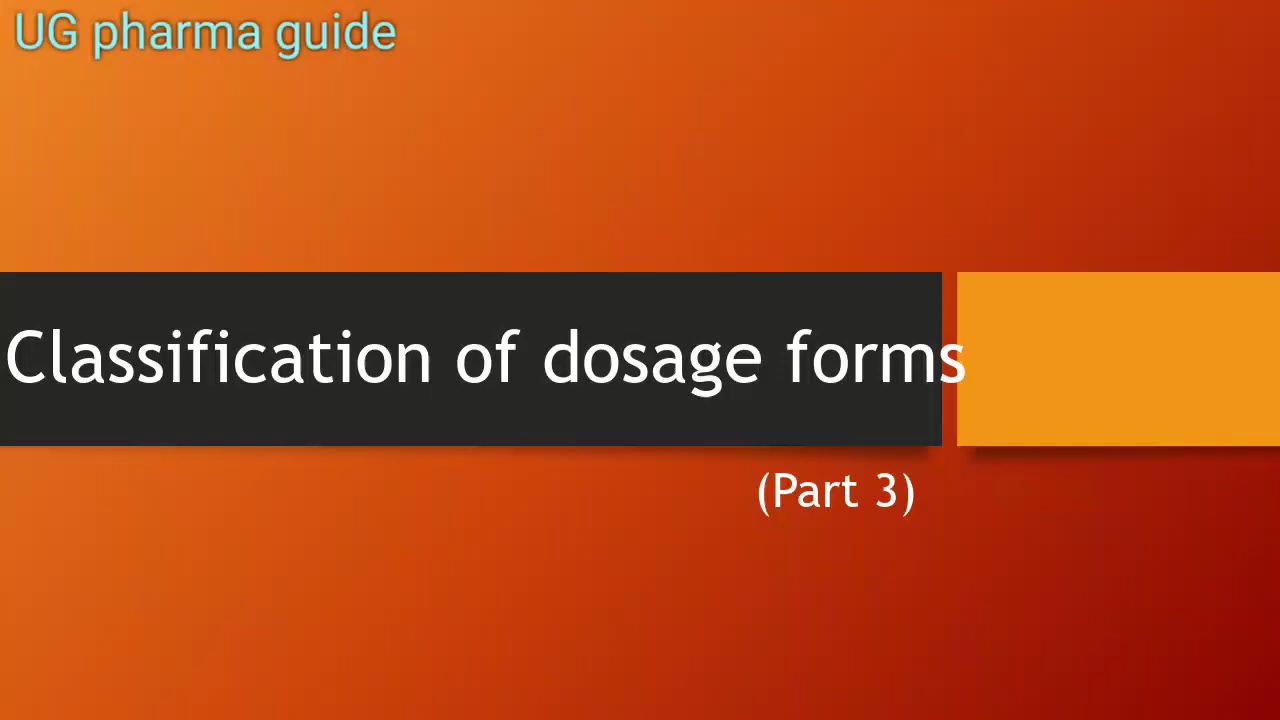 UG pharma guide
Classification of dosage forms
(Part 3)